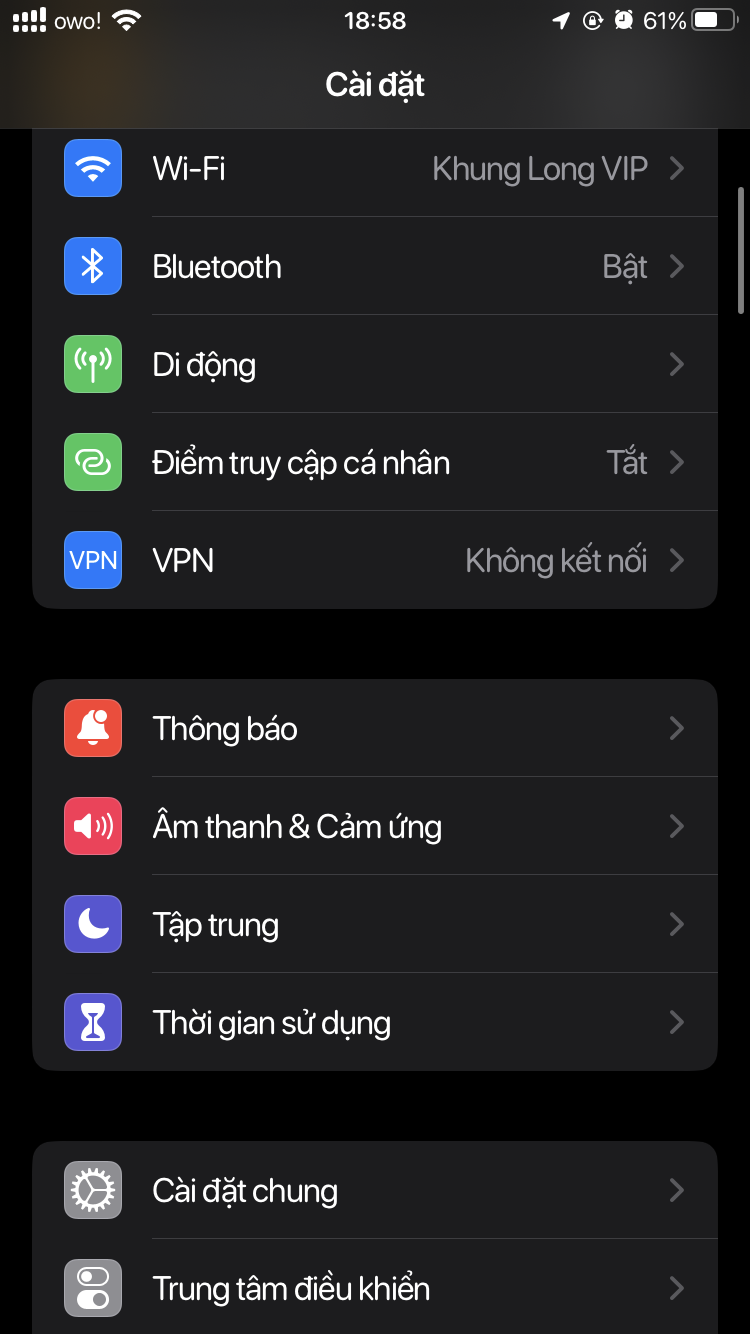 owo! 18:58 61%
Cài đặt
Wi-Fi Khung Long VIP
Bluetooth Bật
Di động
Điểm truy cập cá nhân Tắt
VPN VPN Không kết nối
Thông báo
Âm thanh & Cảm ứng
Tập trung
Thời gian sử dụng
Cài đặt chung
Trung tâm điều khiển